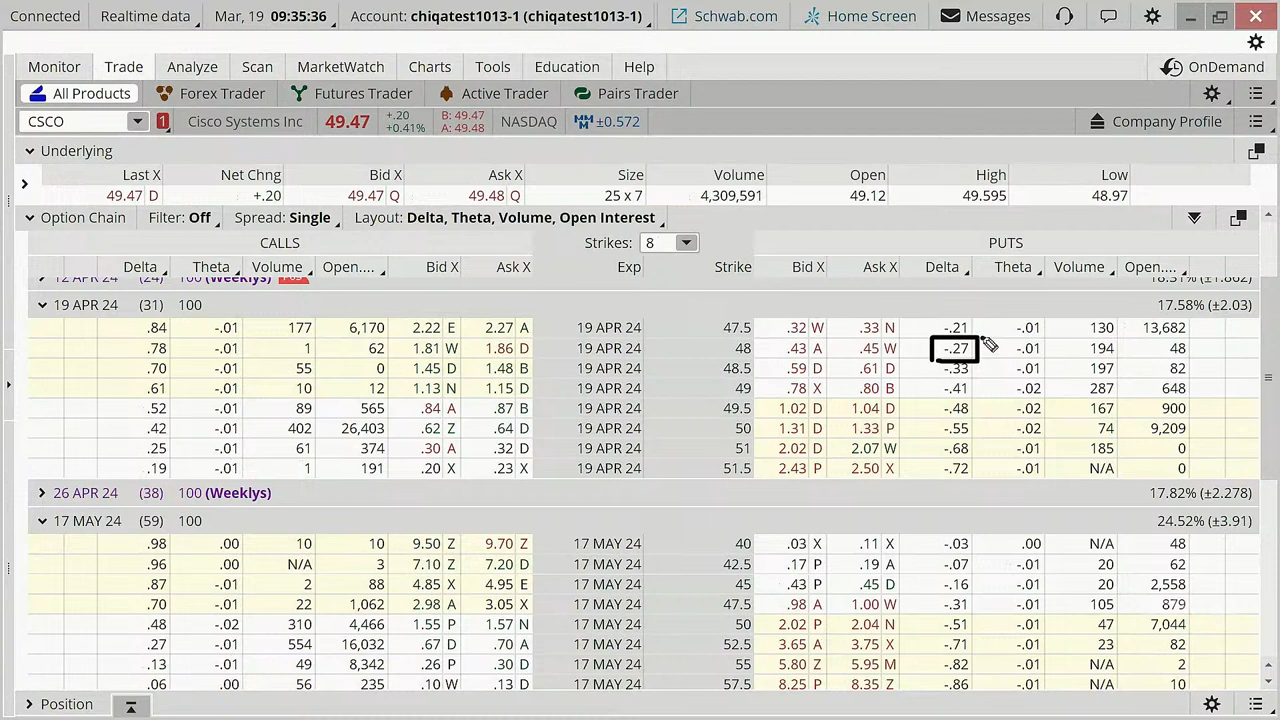 Connected Realtime data Mar, 19 09:35:36 Account: chiqatest1013-1 (chiqatest1013-1) Schwab.com Home Screen Messages
Monitor Trade Analyze Scan MarketWatch Charts Tools Education Help OnDemand
All Products Forex Trader Futures Trader Active Trader Pairs Trader
CSCO 1 Cisco Systems Inc 49.47 +.20 +0.41% B: 49.47 A: 49.48 NASDAQ MMM ±0.572 Company Profile
Underlying
Last X Net Chng Bid X Ask X Size Volume Open High Low
49.47 D +.20 49.47 Q 49.48 Q 25 x 7 4,309,591 49.12 49.595 48.97
Option Chain Filter: Off Spread: Single Layout: Delta, Theta, Volume, Open Interest
CALLS Strikes: 8 PUTS
Delta Theta Volume Open.... Bid X Ask X Exp Strike Bid X Ask X Delta Theta Volume Open....
12 APR 24 (24) 100 (Weeklys) 18.31% (±1.862)
19 APR 24 (31) 100 17.58% (±2.03)
.84 -.01 177 6,170 2.22 E 2.27 A 19 APR 24 47.5 .32 W .33 N -.21 -.01 130 13,682
.78 -.01 1 62 1.81 W 1.86 D 19 APR 24 48 .43 A .45 W -.27 -.01 194 48
.70 -.01 55 0 1.45 D 1.48 B 19 APR 24 48.5 .59 D .61 D -.33 -.01 197 82
.61 -.01 10 12 1.13 N 1.15 D 19 APR 24 49 .78 X .80 B -.41 -.02 287 648
.52 -.01 89 565 .84 A .87 B 19 APR 24 49.5 1.02 D 1.04 D -.48 -.02 167 900
.42 -.01 402 26,403 .62 Z .64 D 19 APR 24 50 1.31 D 1.33 P -.55 -.02 74 9,209
.25 -.01 61 374 .30 A .32 D 19 APR 24 51 2.02 D 2.07 W -.68 -.01 185 0
.19 -.01 1 191 .20 X .23 X 19 APR 24 51.5 2.43 P 2.50 X -.72 -.01 N/A 0
26 APR 24 (38) 100 (Weeklys) 17.82% (±2.278)
17 MAY 24 (59) 100 24.52% (±3.91)
.98 .00 10 10 9.50 Z 9.70 Z 17 MAY 24 40 .03 X .11 X -.03 .00 N/A 48
.96 .00 N/A 3 7.10 Z 7.20 D 17 MAY 24 42.5 .17 P .19 A -.07 -.01 20 62
.87 -.01 2 88 4.85 X 4.95 E 17 MAY 24 45 .43 P .45 D -.16 -.01 20 2,558
.70 -.01 22 1,062 2.98 A 3.05 X 17 MAY 24 47.5 .98 A 1.00 W -.31 -.01 105 879
.48 -.02 310 4,466 1.55 P 1.57 N 17 MAY 24 50 2.02 P 2.04 N -.51 -.01 47 7,044
.27 -.01 554 16,032 .67 D .70 A 17 MAY 24 52.5 3.65 A 3.75 X -.71 -.01 23 82
.13 -.01 49 8,342 .26 P .30 D 17 MAY 24 55 5.80 Z 5.95 M -.82 -.01 N/A 2
.06 .00 56 235 .10 W .13 D 17 MAY 24 57.5 8.25 P 8.35 Z -.86 -.01 N/A 10
Position